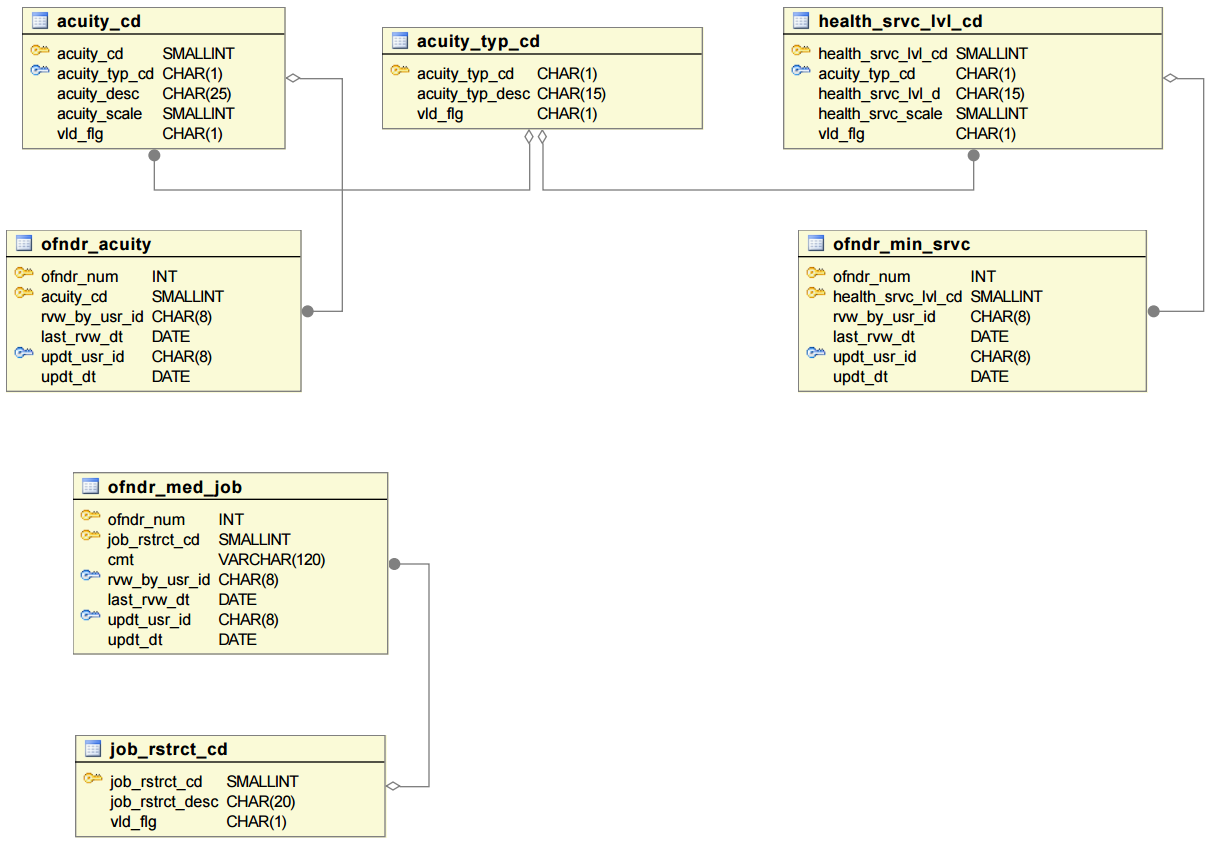 acuity_cd
acuity_cd SMALLINT
acuity_typ_cd CHAR(1)
acuity_desc CHAR(25)
acuity_scale SMALLINT
vld_flg CHAR(1)
acuity_typ_cd
acuity_typ_cd CHAR(1)
acuity_typ_desc CHAR(15)
vld_flg CHAR(1)
health_srvc_lvl_cd
health_srvc_lvl_cd SMALLINT
acuity_typ_cd CHAR(1)
health_srvc_lvl_d CHAR(15)
health_srvc_scale SMALLINT
vld_flg CHAR(1)
ofndr_acuity
ofndr_num INT
acuity_cd SMALLINT
rvw_by_usr_id CHAR(8)
last_rvw_dt DATE
updt_usr_id CHAR(8)
updt_dt DATE
ofndr_min_srvc
ofndr_num INT
health_srvc_lvl_cd SMALLINT
rvw_by_usr_id CHAR(8)
last_rvw_dt DATE
updt_usr_id CHAR(8)
updt_dt DATE
ofndr_med_job
ofndr_num INT
job_rstrct_cd SMALLINT
cmt VARCHAR(120)
rvw_by_usr_id CHAR(8)
last_rvw_dt DATE
updt_usr_id CHAR(8)
updt_dt DATE
job_rstrct_cd
job_rstrct_cd SMALLINT
job_rstrct_desc CHAR(20)
vld_flg CHAR(1)